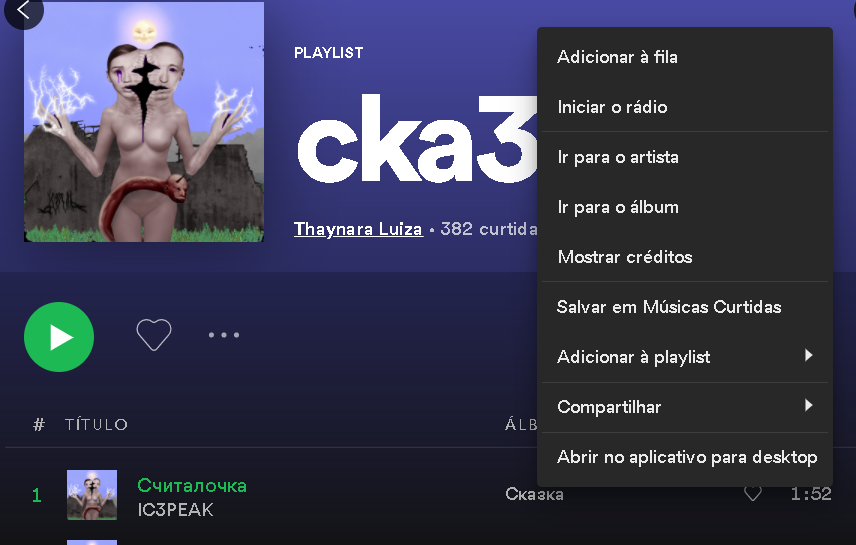 PLAYLIST
cka3
Thaynara Luiza • 382 curtida
Adicionar à fila
Iniciar o rádio
Ir para o artista
Ir para o álbum
Mostrar créditos
Salvar em Músicas Curtidas
Adicionar à playlist
Compartilhar
Abrir no aplicativo para desktop
# TÍTULO ÁLB
1 Считалочка Сказка 1:52
IC3PEAK